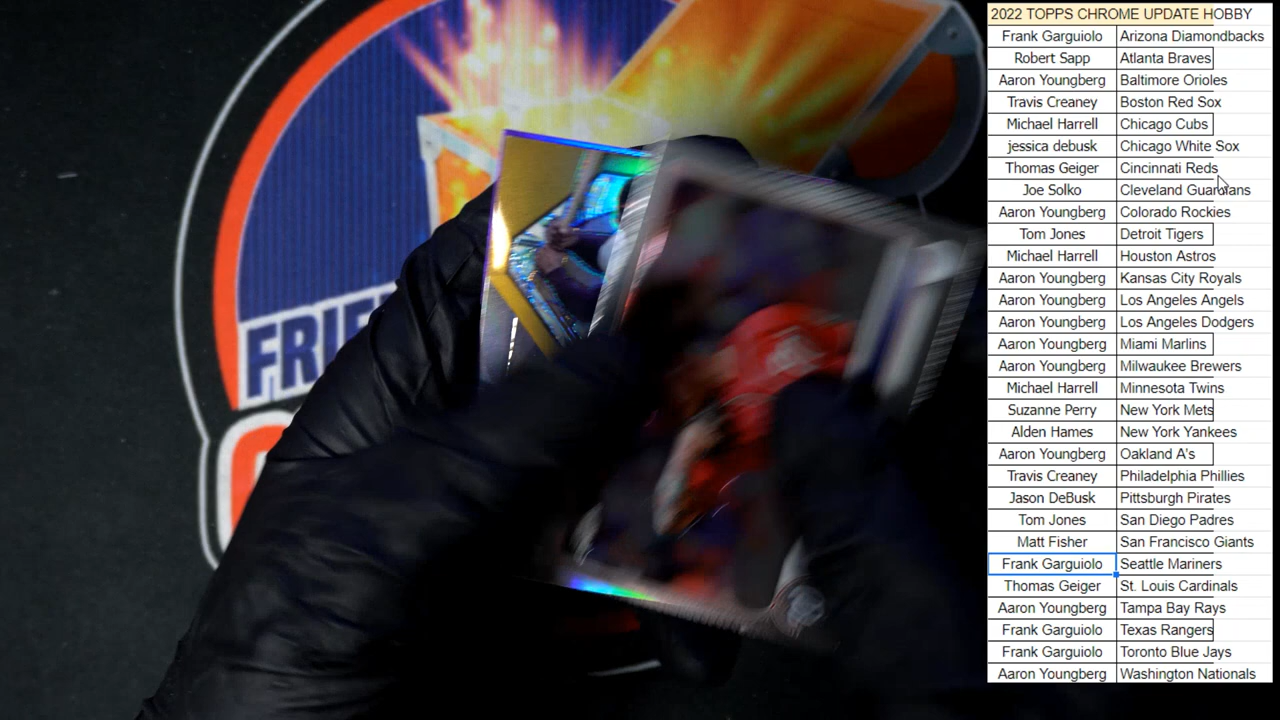 2022 TOPPS CHROME UPDATE HOBBY
Frank Garguiolo Arizona Diamondbacks
Robert Sapp Atlanta Braves
Aaron Youngberg Baltimore Orioles
Travis Creaney Boston Red Sox
Michael Harrell Chicago Cubs
jessica debusk Chicago White Sox
Thomas Geiger Cincinnati Reds
Joe Solko Cleveland Guardians
Aaron Youngberg Colorado Rockies
Tom Jones Detroit Tigers
Michael Harrell Houston Astros
Aaron Youngberg Kansas City Royals
Aaron Youngberg Los Angeles Angels
Aaron Youngberg Los Angeles Dodgers
Aaron Youngberg Miami Marlins
Aaron Youngberg Milwaukee Brewers
Michael Harrell Minnesota Twins
Suzanne Perry New York Mets
Alden Hames New York Yankees
Aaron Youngberg Oakland A's
Travis Creaney Philadelphia Phillies
Jason DeBusk Pittsburgh Pirates
Tom Jones San Diego Padres
Matt Fisher San Francisco Giants
Frank Garguiolo Seattle Mariners
Thomas Geiger St. Louis Cardinals
Aaron Youngberg Tampa Bay Rays
Frank Garguiolo Texas Rangers
Frank Garguiolo Toronto Blue Jays
Aaron Youngberg Washington Nationals